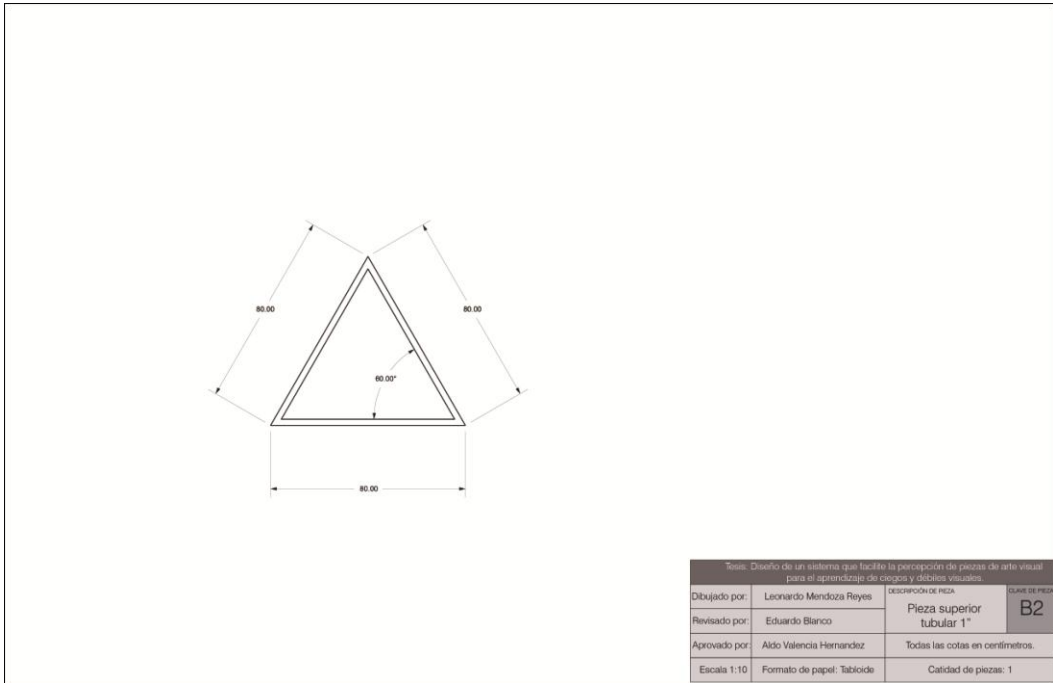 80.00
80.00
60.00°
80.00
Tesis: Diseño de un sistema que facilite la percepción de piezas de arte visual
para el aprendizaje de ciegos y débiles visuales.
Dibujado por: Leonardo Mendoza Reyes
DESCRIPCIÓN DE PIEZA
Pieza superior
tubular 1"
CLAVE DE PIEZA
B2
Revisado por: Eduardo Blanco
Aprovado por: Aldo Valencia Hernandez
Todas las cotas en centímetros.
Escala 1:10 Formato de papel: Tabloide
Catidad de piezas: 1